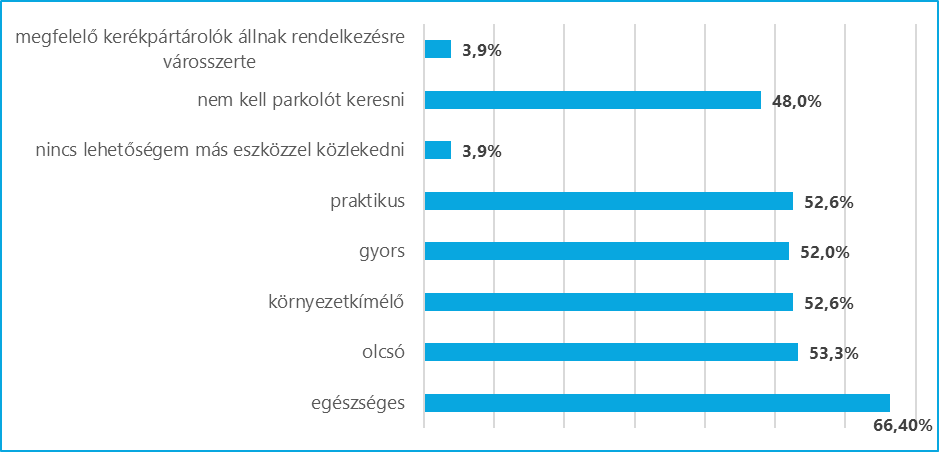 megfelelő kerékpártárolók állnak rendelkezésre
városszerte
3,9%
nem kell parkolót keresni
48,0%
nincs lehetőségem más eszközzel közlekedni
3,9%
praktikus
52,6%
gyors
52,0%
környezetkímélő
52,6%
olcsó
53,3%
egészséges
66,40%